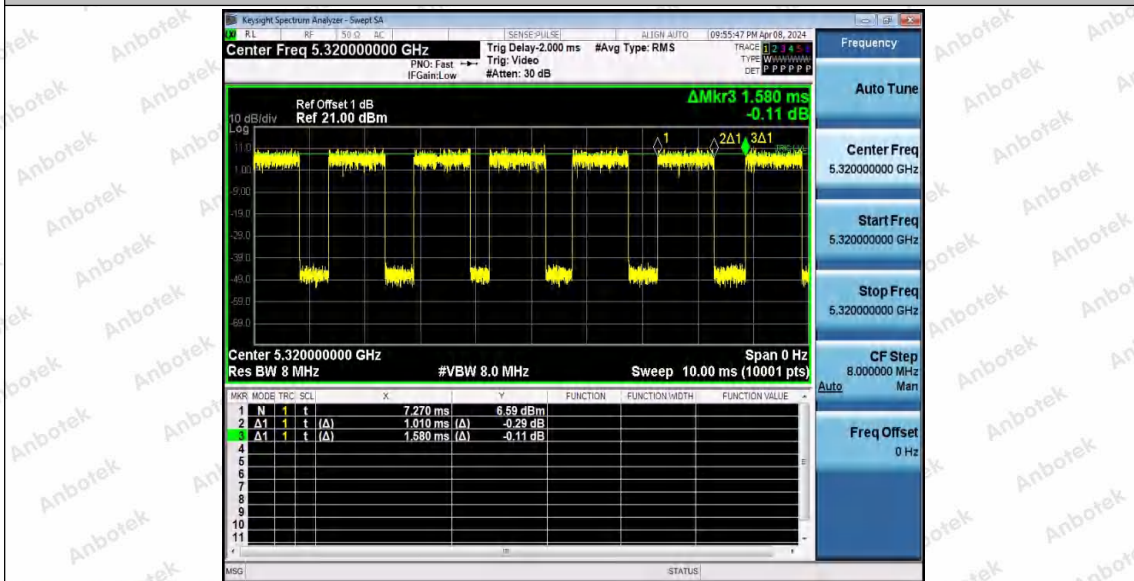 Keysight Spectrum Analyzer - Swept SA
RL RF 50 Ω AC SENSE:PULSE ALIGN AUTO 09:55:47 PM Apr 08, 2024
Center Freq 5.320000000 GHz
Trig Delay-2.000 ms #Avg Type: RMS
TRACE 1 2 3 4 5 6
PNO: Fast Trig: Video
TYPE WWWWWW
IFGain:Low #Atten: 30 dB
DET P P P P P P
Frequency
Auto Tune
ΔMkr3 1.580 ms
-0.11 dB
Ref Offset 1 dB
10 dB/div Ref 21.00 dBm
Log
1 2Δ1 3Δ1
11.0
1.00
-9.00
-19.0
-29.0
-39.0
-49.0
-59.0
-69.0
Center 5.320000000 GHz Span 0 Hz
Res BW 8 MHz #VBW 8.0 MHz Sweep 10.00 ms (10001 pts)
Center Freq
5.320000000 GHz
Start Freq
5.320000000 GHz
Stop Freq
5.320000000 GHz
CF Step
8.000000 MHz
Auto Man
Freq Offset
0 Hz
MKR MODE TRC SCL X Y FUNCTION FUNCTION WIDTH FUNCTION VALUE
1 N 1 t 7.270 ms 6.59 dBm
2 Δ1 1 t (Δ) 1.010 ms (Δ) -0.29 dB
3 Δ1 1 t (Δ) 1.580 ms (Δ) -0.11 dB
4
5
6
7
8
9
10
11
MSG STATUS
Anbotek